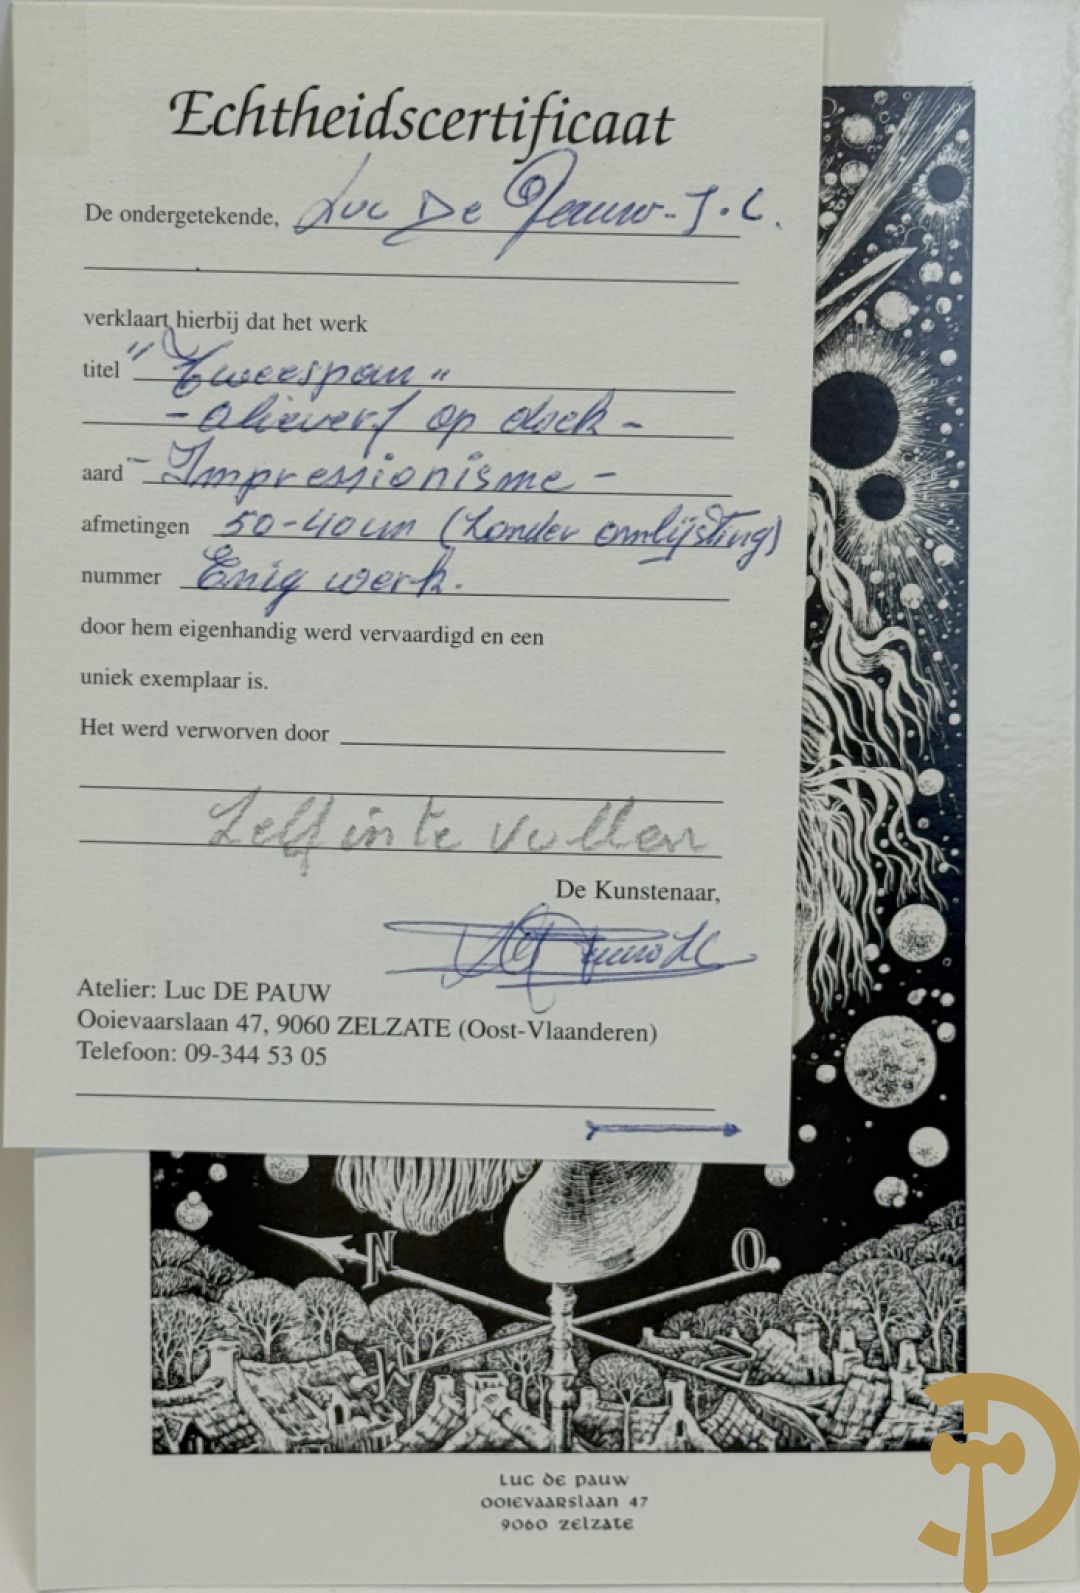 Echtheidscertificaat
De ondergetekende, Luc De Pauw-J.C.
verklaart hierbij dat het werk
titel "Tweespan"
- olieverf op doek -
aard - Impressionisme -
afmetingen 50-40 cm (zonder omlijsting)
nummer Enig werk.
door hem eigenhandig werd vervaardigd en een
uniek exemplaar is.
Het werd verworven door
Zelf in te vullen
De Kunstenaar,
Atelier: Luc DE PAUW
Ooievaarslaan 47, 9060 ZELZATE (Oost-Vlaanderen)
Telefoon: 09-344 53 05
N O
W Z
Luc de pauw
ooievaarslaan 47
9060 zelzate